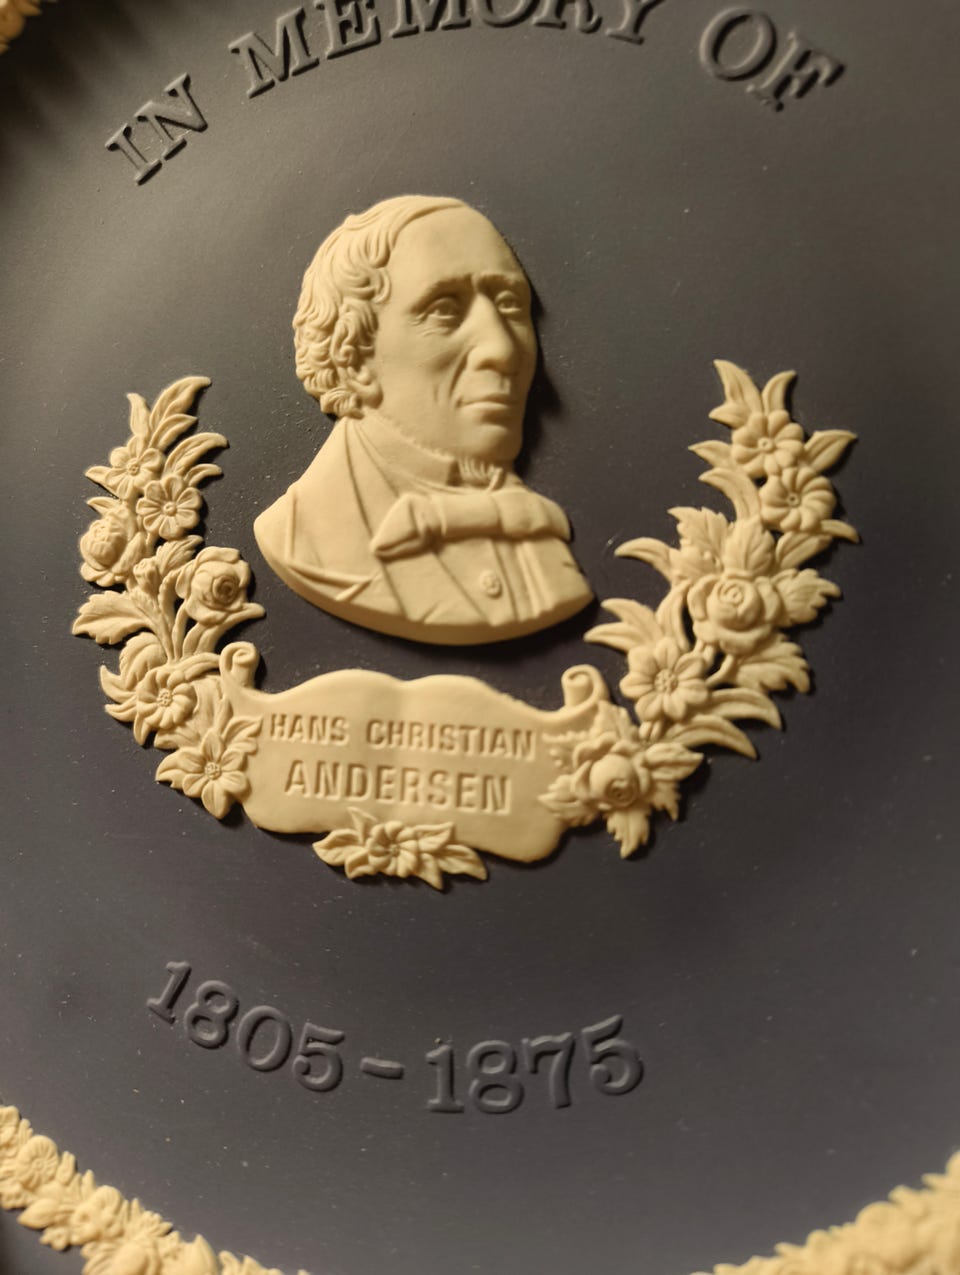 IN MEMORY OF
HANS CHRISTIAN
ANDERSEN
1805-1875